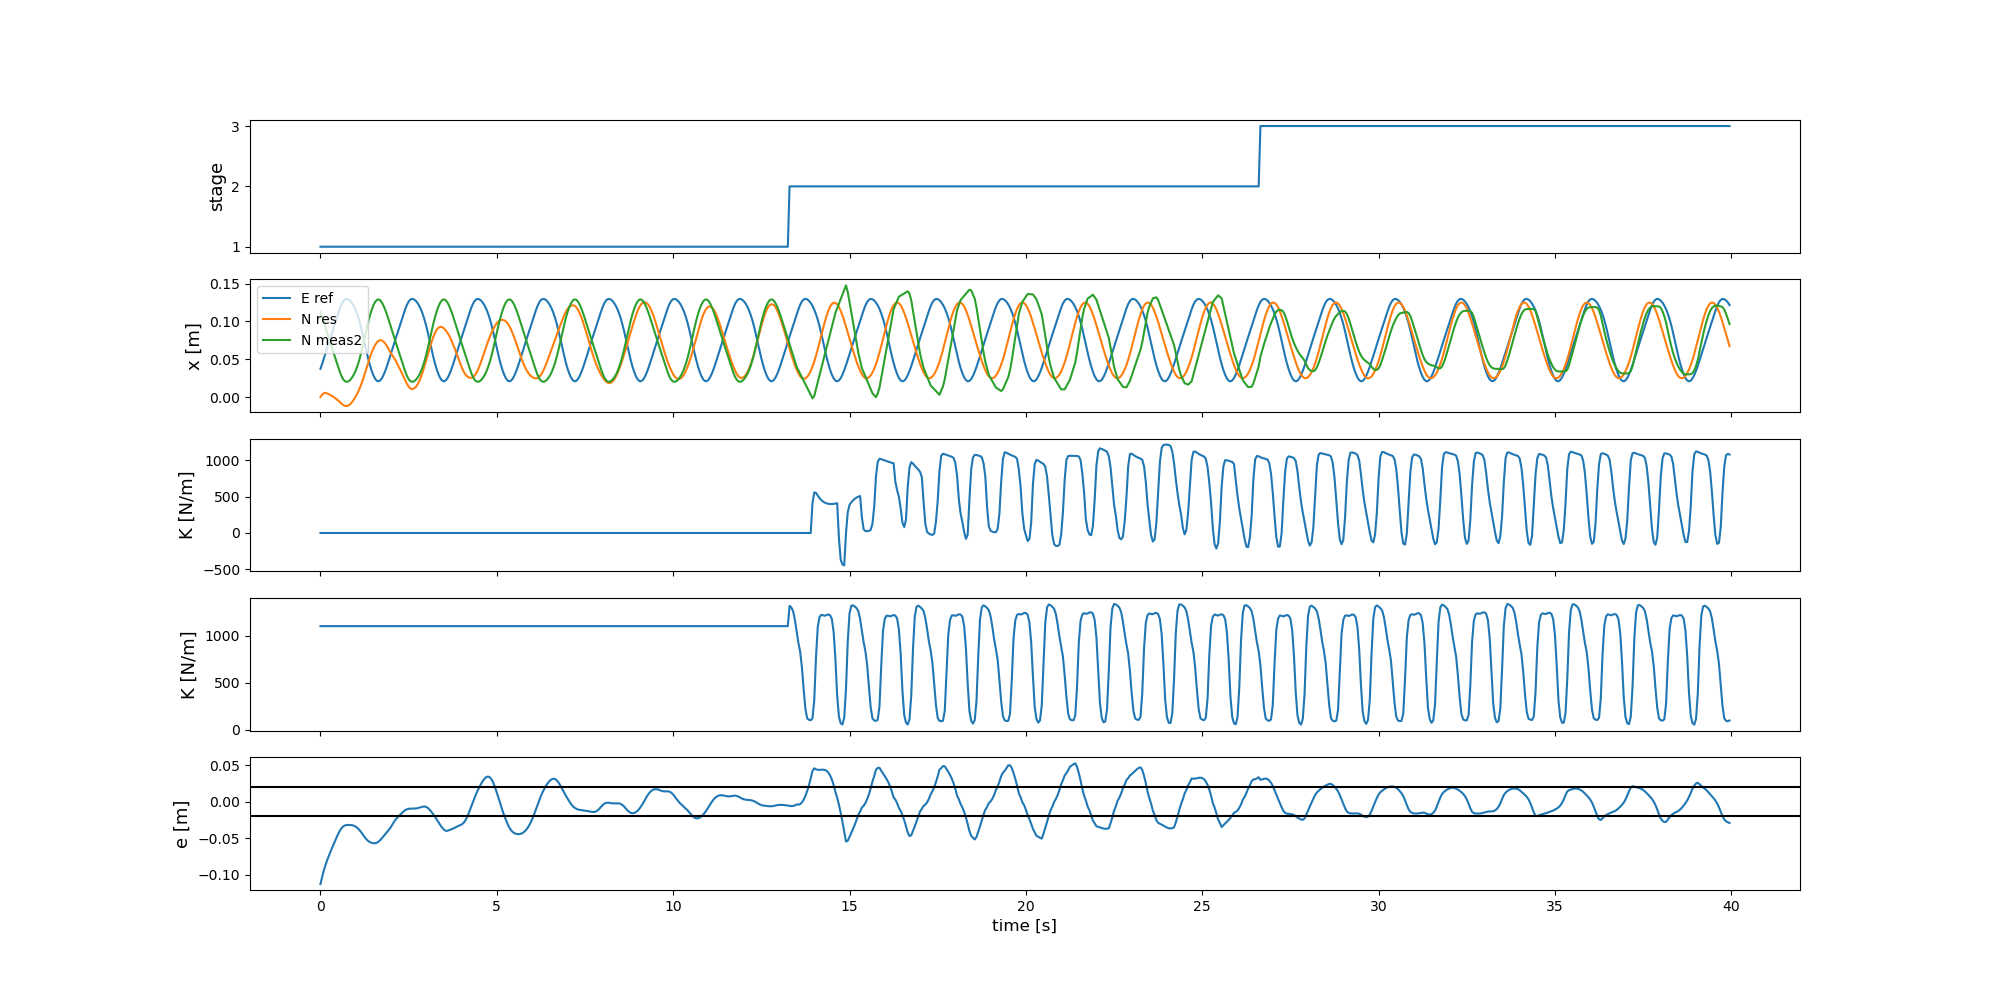 stage
3
2
1
x [m]
0.15
0.10
0.05
0.00
E ref
N res
N meas2
K [N/m]
1000
500
0
−500
K [N/m]
1000
500
0
e [m]
0.05
0.00
−0.05
−0.10
0 5 10 15 20 25 30 35 40
time [s]